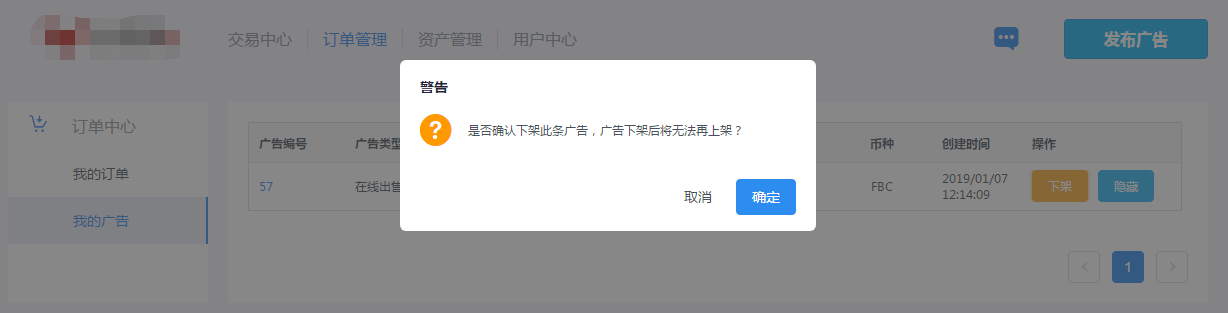 交易中心 订单管理 资产管理 用户中心 发布广告
警告
是否确认下架此条广告，广告下架后将无法再上架？
取消 确定
订单中心
我的订单
我的广告
广告编号 广告类型 币种 创建时间 操作
57 在线出售 FBC 2019/01/07 12:14:09 下架 隐藏
1